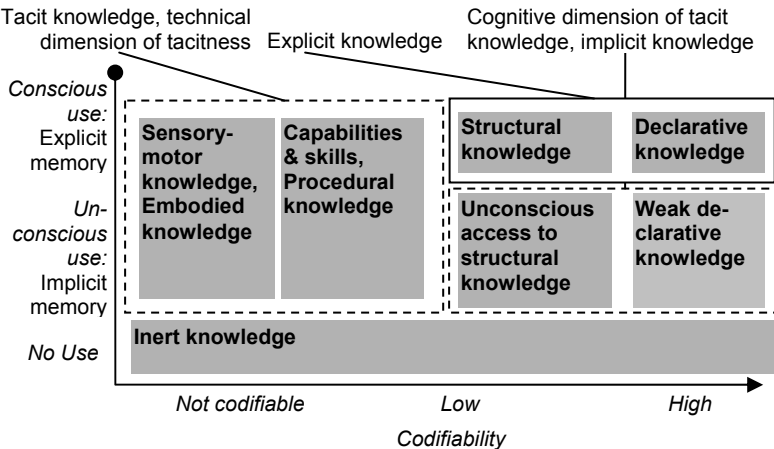 Tacit knowledge, technical
dimension of tacitness
Explicit knowledge
Cognitive dimension of tacit
knowledge, implicit knowledge
Conscious
use:
Explicit
memory
Sensory-
motor
knowledge,
Embodied
knowledge
Capabilities
& skills,
Procedural
knowledge
Structural
knowledge
Declarative
knowledge
Un-
conscious
use:
Implicit
memory
Unconscious
access to
structural
knowledge
Weak de-
clarative
knowledge
No Use
Inert knowledge
Not codifiable
Low
High
Codifiability